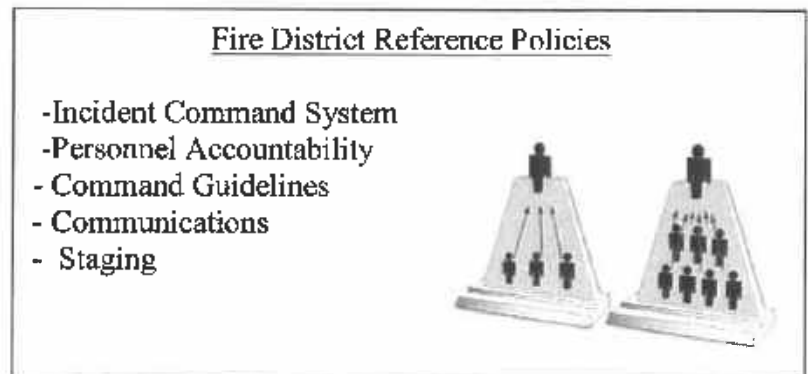 Fire District Reference Policies
-Incident Command System
-Personnel Accountability
- Command Guidelines
- Communications
- Staging